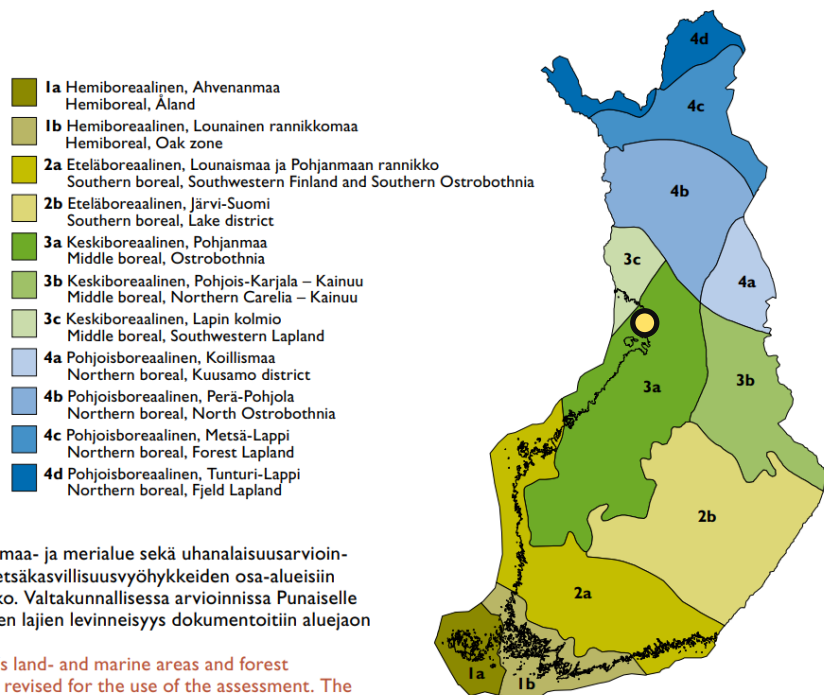 1a Hemiboreaalinen, Ahvenanmaa
Hemiboreal, Åland
1b Hemiboreaalinen, Lounainen rannikkomaa
Hemiboreal, Oak zone
2a Eteläboreaalinen, Lounaismaa ja Pohjanmaan rannikko
Southern boreal, Southwestern Finland and Southern Ostrobothnia
2b Eteläboreaalinen, Järvi-Suomi
Southern boreal, Lake district
3a Keskiboreaalinen, Pohjanmaa
Middle boreal, Ostrobothnia
3b Keskiboreaalinen, Pohjois-Karjala – Kainuu
Middle boreal, Northern Carelia – Kainuu
3c Keskiboreaalinen, Lapin kolmio
Middle boreal, Southwestern Lapland
4a Pohjoisboreaalinen, Koillismaa
Northern boreal, Kuusamo district
4b Pohjoisboreaalinen, Perä-Pohjola
Northern boreal, North Ostrobothnia
4c Pohjoisboreaalinen, Metsä-Lappi
Northern boreal, Forest Lapland
4d Pohjoisboreaalinen, Tunturi-Lappi
Northern boreal, Fjeld Lapland
maa- ja merialue sekä uhanalaisuusarvioin-
etsäkasvillisuusvyöhykkeiden osa-alueisiin
ko. Valtakunnallisessa arvioinnissa Punaiselle
en lajien levinneisyys dokumentoitiin aluejaon
s land- and marine areas and forest
revised for the use of the assessment. The
4d
4c
4b
3c
4a
3a
3b
2b
2a
1a
1b